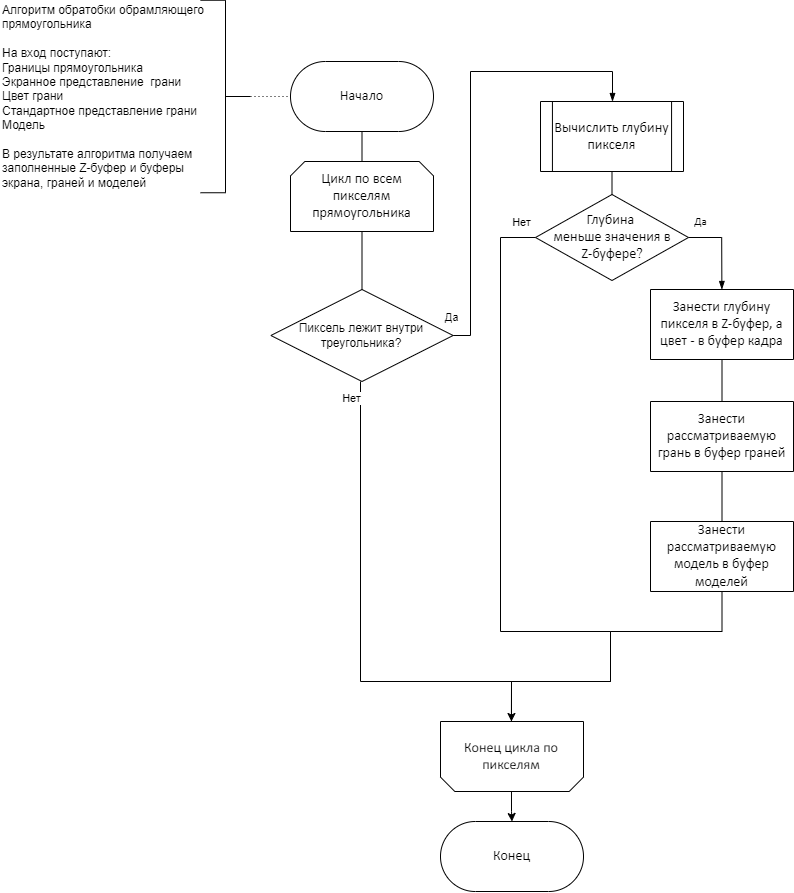 Алгоритм обратобки обрамляющего
прямоугольника
На вход поступают:
Границы прямоугольника
Экранное представление грани
Цвет грани
Стандартное представление грани
Модель
В результате алгоритма получаем
заполненные Z-буфер и буферы
экрана, граней и моделей
Начало
Цикл по всем
пикселям
прямоугольника
Пиксель лежит внутри
треугольника?
Да
Нет
Вычислить глубину
пикселя
Глубина
меньше значения в
Z-буфере?
Нет
Да
Занести глубину
пикселя в Z-буфер, а
цвет - в буфер кадра
Занести
рассматриваемую
грань в буфер граней
Занести
рассматриваемую
модель в буфер
моделей
Конец цикла по
пикселям
Конец